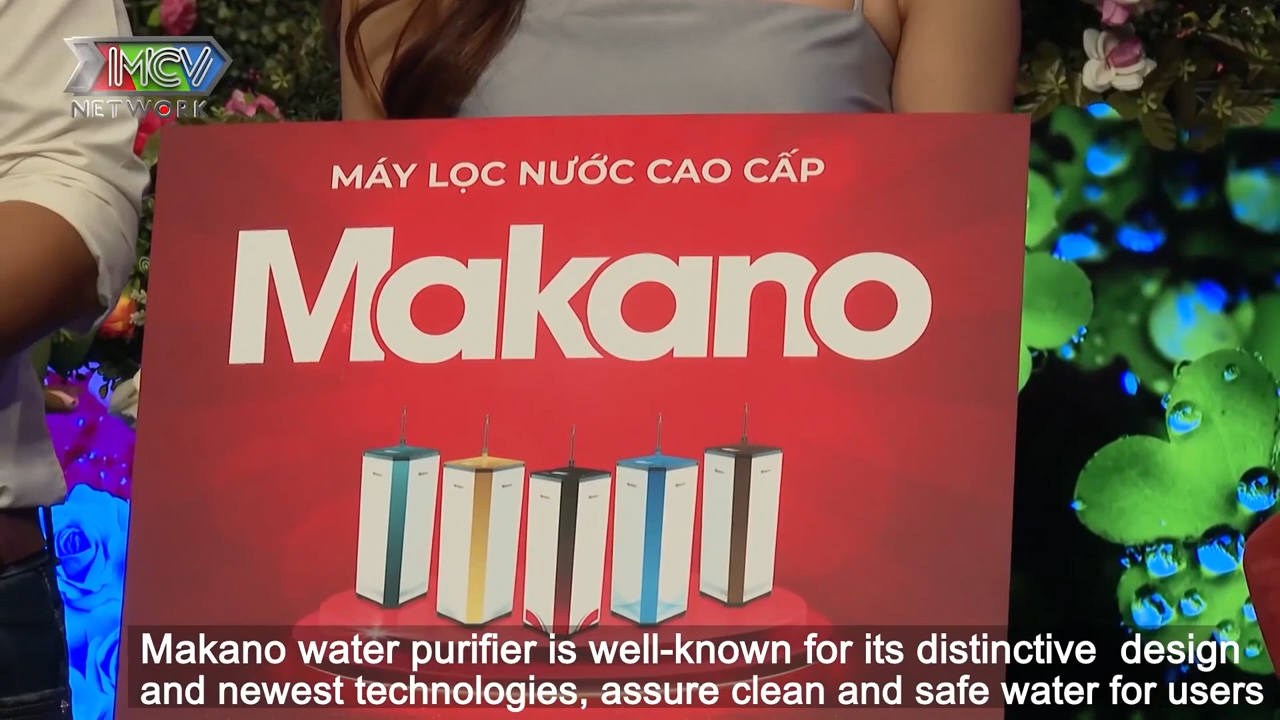 MCV
NETWORK
MÁY LỌC NƯỚC CAO CẤP
Makano
Makano water purifier is well-known for its distinctive design
and newest technologies, assure clean and safe water for users